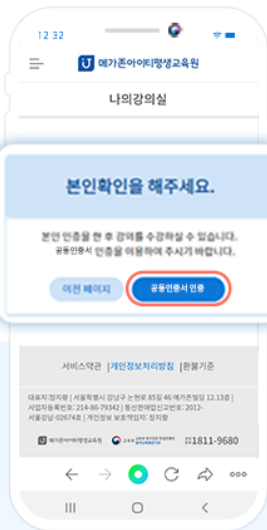 12:32
메가존아이티평생교육원
나의강의실
본인확인을 해주세요.
본인 인증을 한 후 강의를 수강하실 수 있습니다.
공동인증서 인증을 이용하여 주시기 바랍니다.
이전 페이지
공동인증서 인증
서비스약관 |개인정보처리방침 |환불기준
대표자:장지황 | 서울특별시 강남구 논현로 85길 46 메가존빌딩 12.13층 |
사업자등록번호: 214-86-79342 | 통신판매업신고번호: 2012-
서울강남-02674호 | 개인정보 보호책임자: 장지황
메가존아이티평생교육원
1811-9680